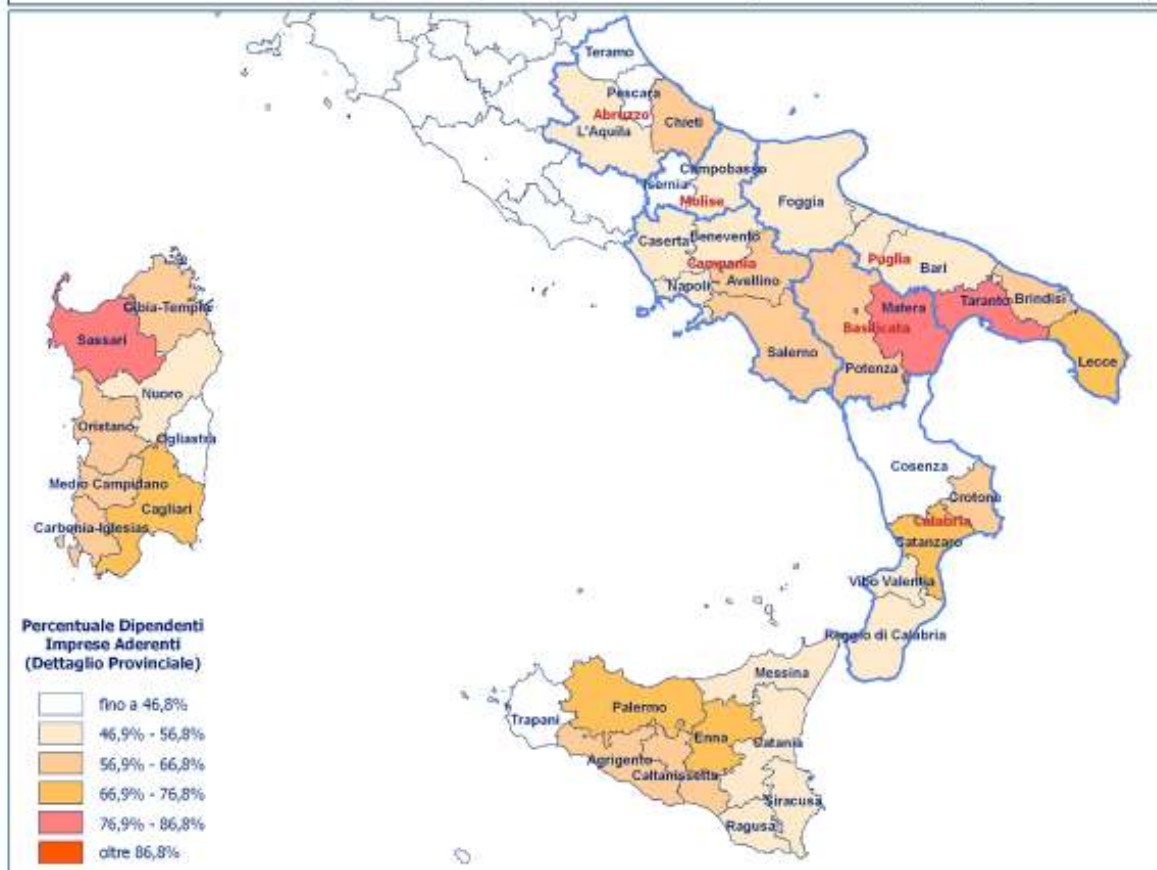 Teramo
Pescara
Abruzzo
Chieti
L'Aquila
Campobasso
Isernia
Molise
Foggia
Caserta
Benevento
Campania
Avellino
Napoli
Puglia
Bari
Matera
Taranto
Brindisi
Basilicata
Salerno
Potenza
Lecce
Olbia-Tempio
Sassari
Nuoro
Oristano
Ogliastra
Medio Campidano
Cagliari
Carbonia-Iglesias
Cosenza
Crotone
Calabria
Catanzaro
Vibo Valentia
Reggio di Calabria
Messina
Palermo
Trapani
Enna
Catania
Agrigento
Caltanissetta
Siracusa
Ragusa
Percentuale Dipendenti
Imprese Aderenti
(Dettaglio Provinciale)
fino a 46,8%
46,9% - 56,8%
56,9% - 66,8%
66,9% - 76,8%
76,9% - 86,8%
oltre 86,8%